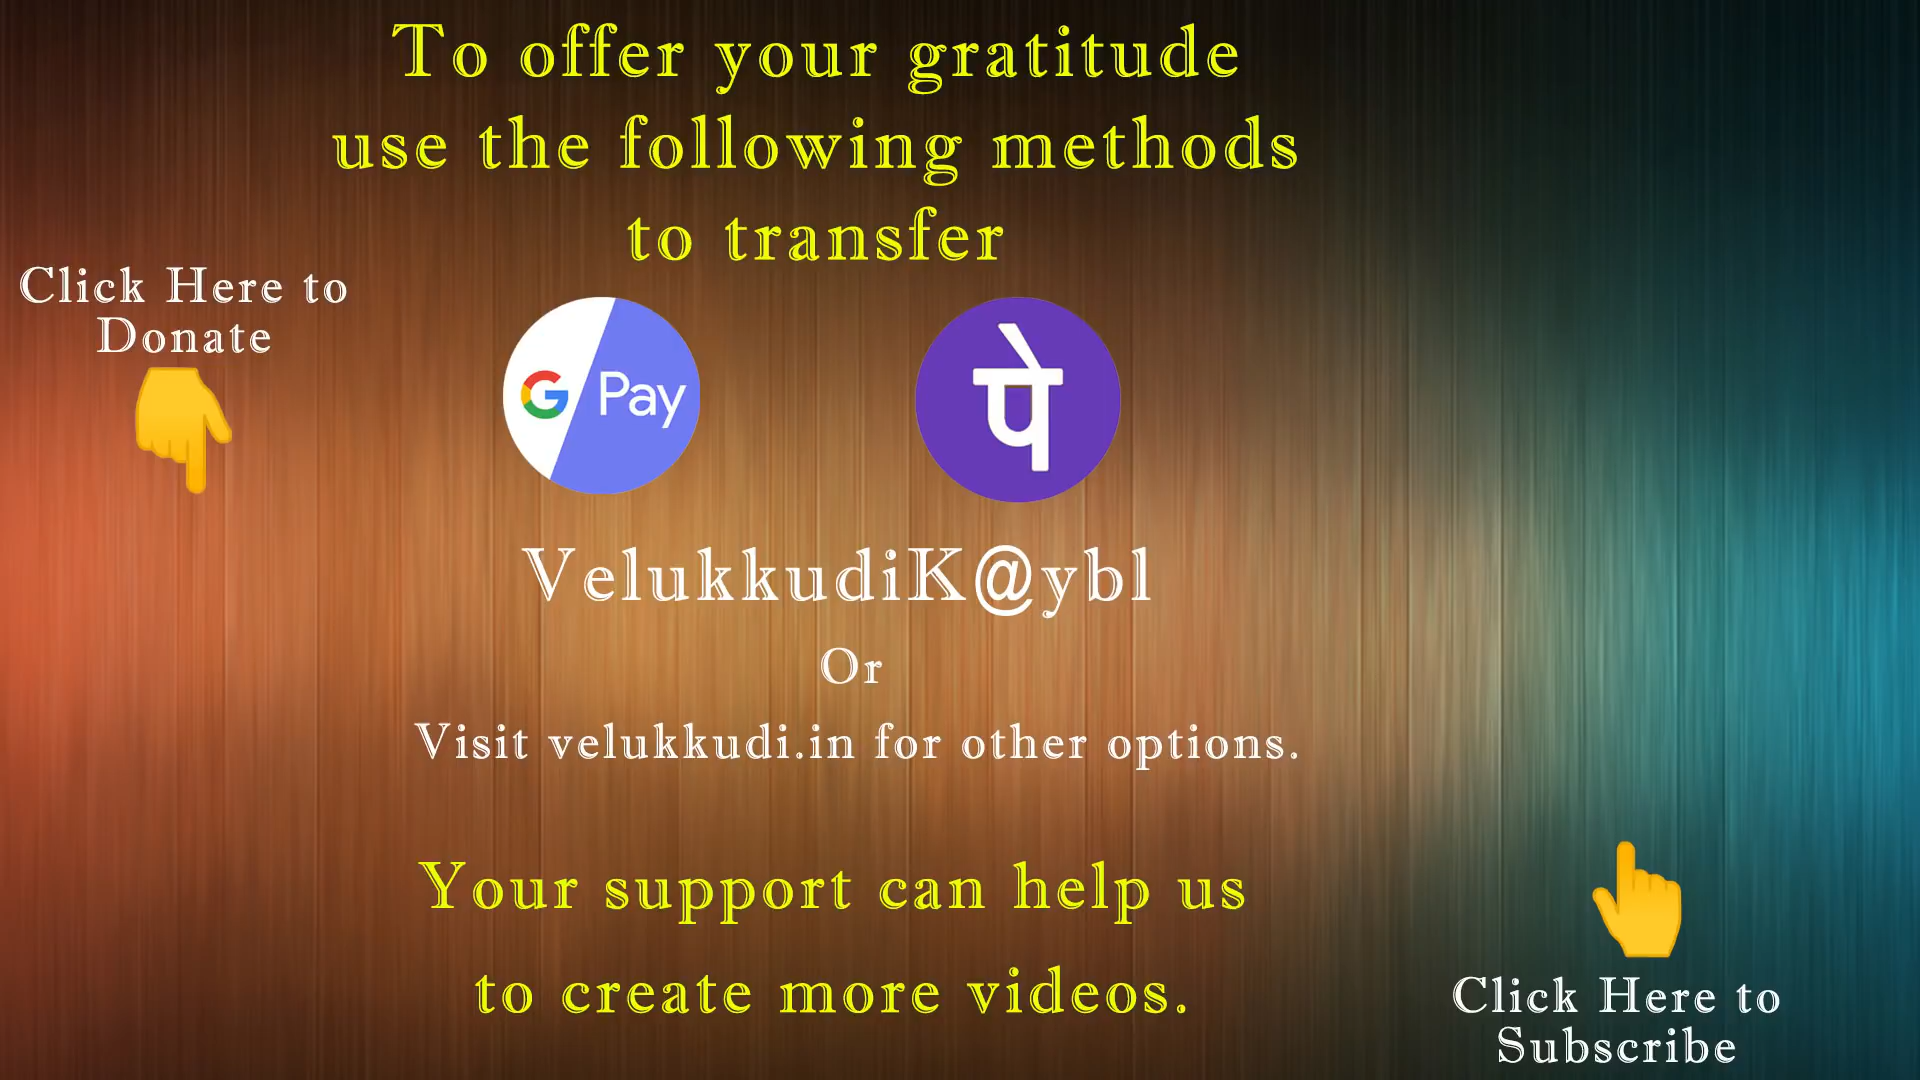 To offer your gratitude
use the following methods
to transfer
Click Here to
Donate
G Pay
पे
VelukkudiK@ybl
Or
Visit velukkudi.in for other options.
Your support can help us
to create more videos.
Click Here to
Subscribe